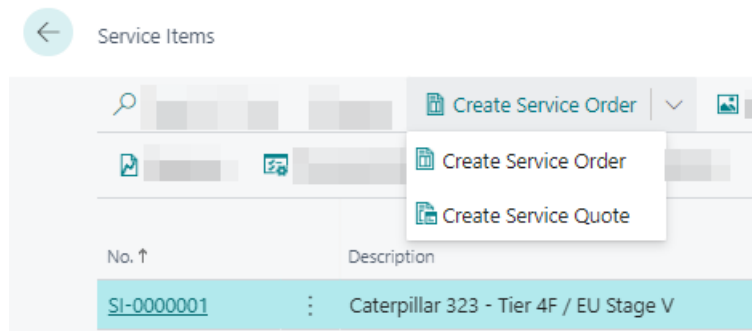 Service Items
Create Service Order
Create Service Order
Create Service Quote
No. ↑ Description
SI-0000001 Caterpillar 323 - Tier 4F / EU Stage V